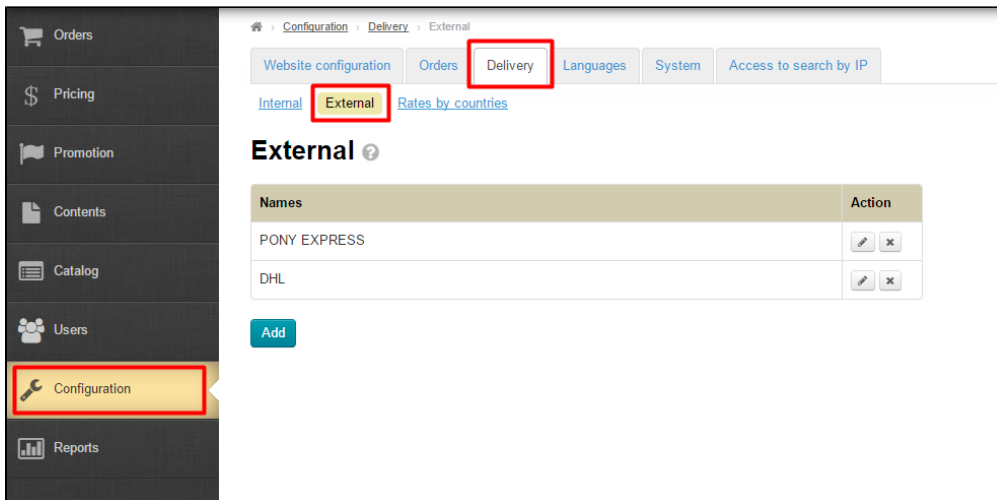 Orders
Pricing
Promotion
Contents
Catalog
Users
Configuration
Reports
Configuration › Delivery › External
Website configuration Orders Delivery Languages System Access to search by IP
Internal External Rates by countries
External ?
Names Action
PONY EXPRESS
DHL
Add